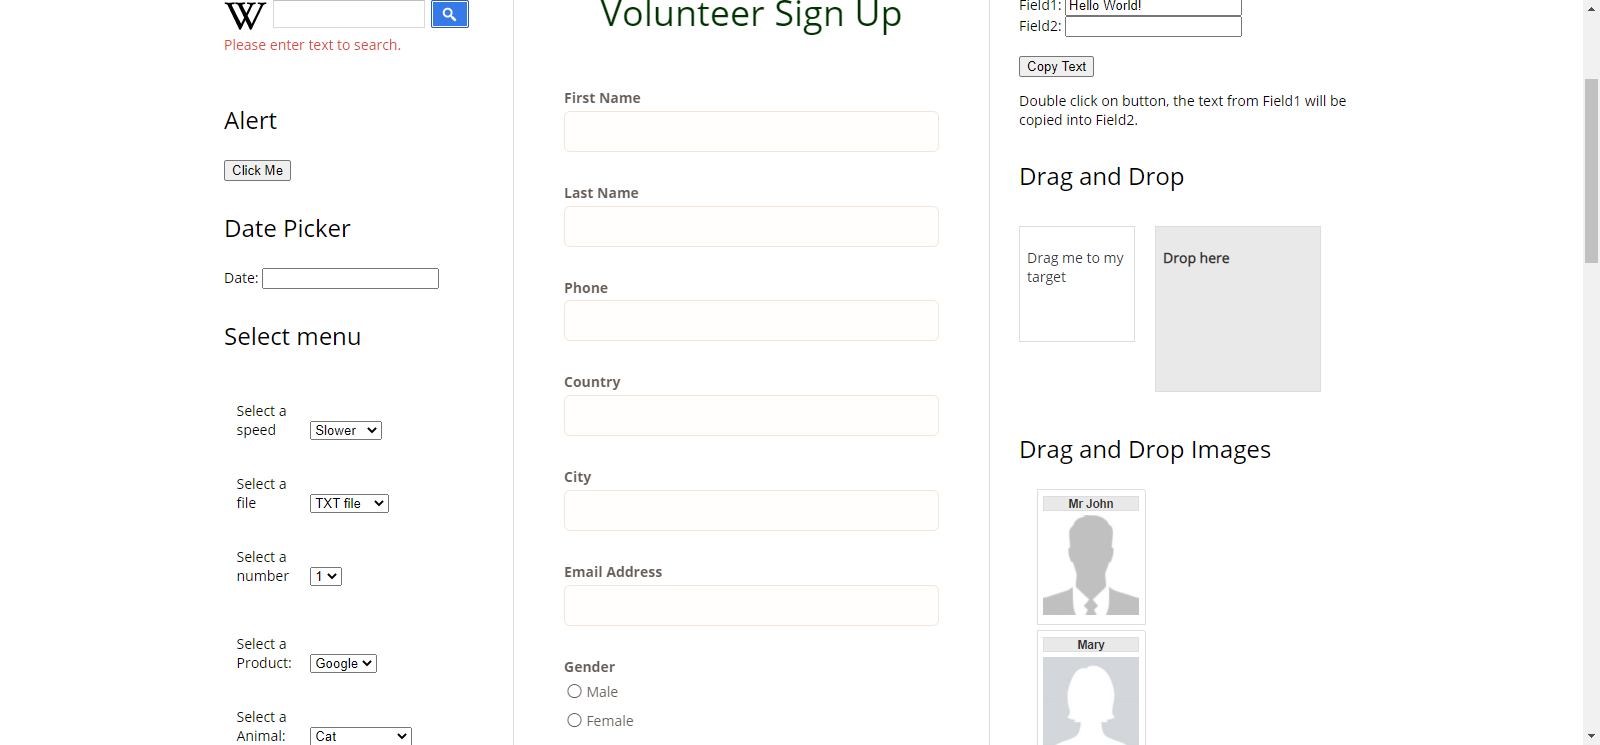 W
Please enter text to search.
Alert
Click Me
Date Picker
Date:
Select menu
Select a
speed
Slower
Select a
file
TXT file
Select a
number
1
Select a
Product:
Google
Select a
Animal:
Cat
Volunteer Sign Up
First Name
Last Name
Phone
Country
City
Email Address
Gender
Male
Female
Field1: Hello World!
Field2:
Copy Text
Double click on button, the text from Field1 will be
copied into Field2.
Drag and Drop
Drag me to my
target
Drop here
Drag and Drop Images
Mr John
Mary